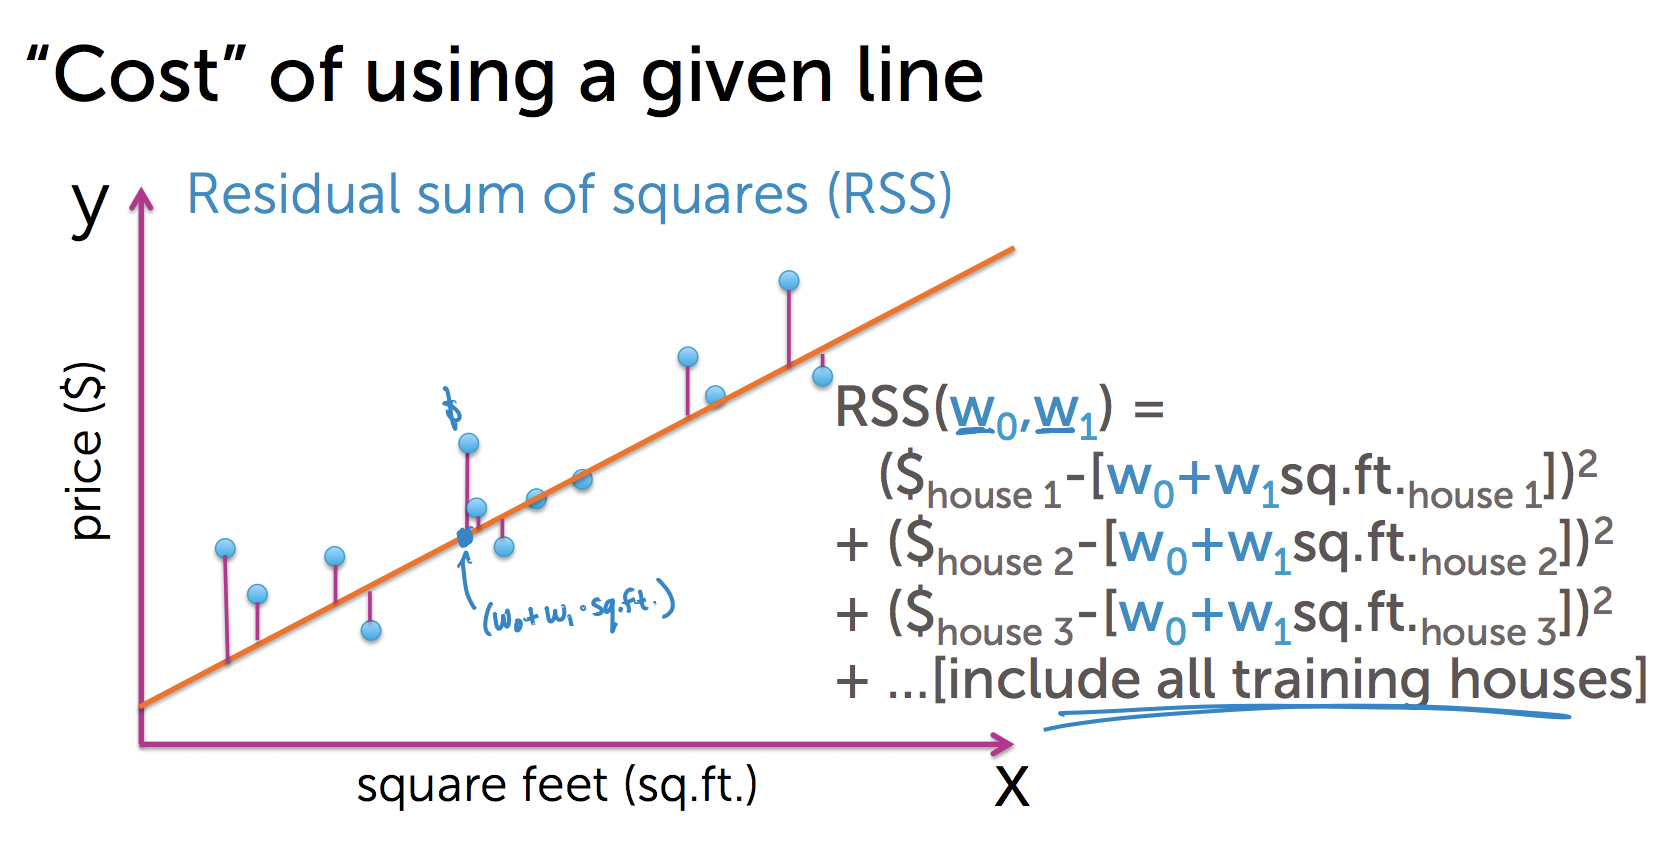 “Cost” of using a given line
y
Residual sum of squares (RSS)
price ($)
$
(w₀+w₁•sq.ft.)
square feet (sq.ft.)
x
RSS(w₀,w₁) =
($house 1-[w₀+w₁sq.ft.house 1])²
+ ($house 2-[w₀+w₁sq.ft.house 2])²
+ ($house 3-[w₀+w₁sq.ft.house 3])²
+ …[include all training houses]